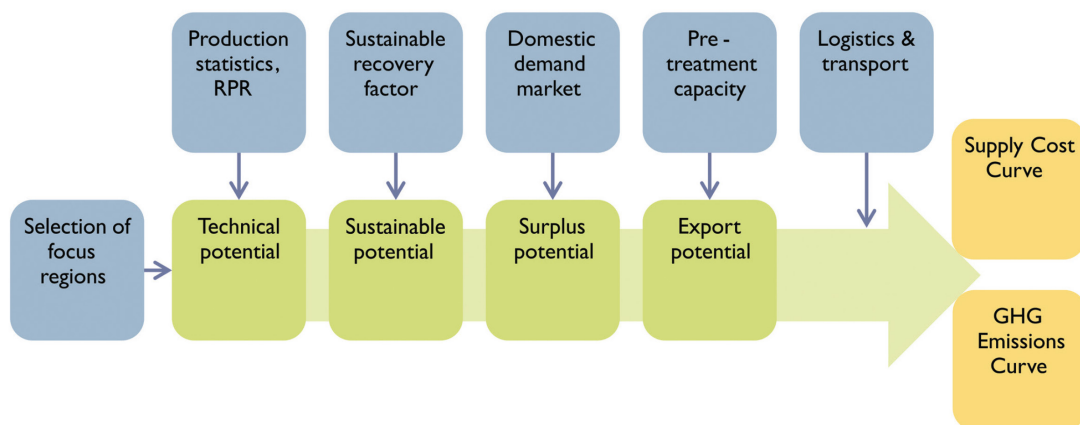 Production
statistics,
RPR
Sustainable
recovery
factor
Domestic
demand
market
Pre -
treatment
capacity
Logistics &
transport
Supply Cost
Curve
Selection of
focus
regions
Technical
potential
Sustainable
potential
Surplus
potential
Export
potential
GHG
Emissions
Curve